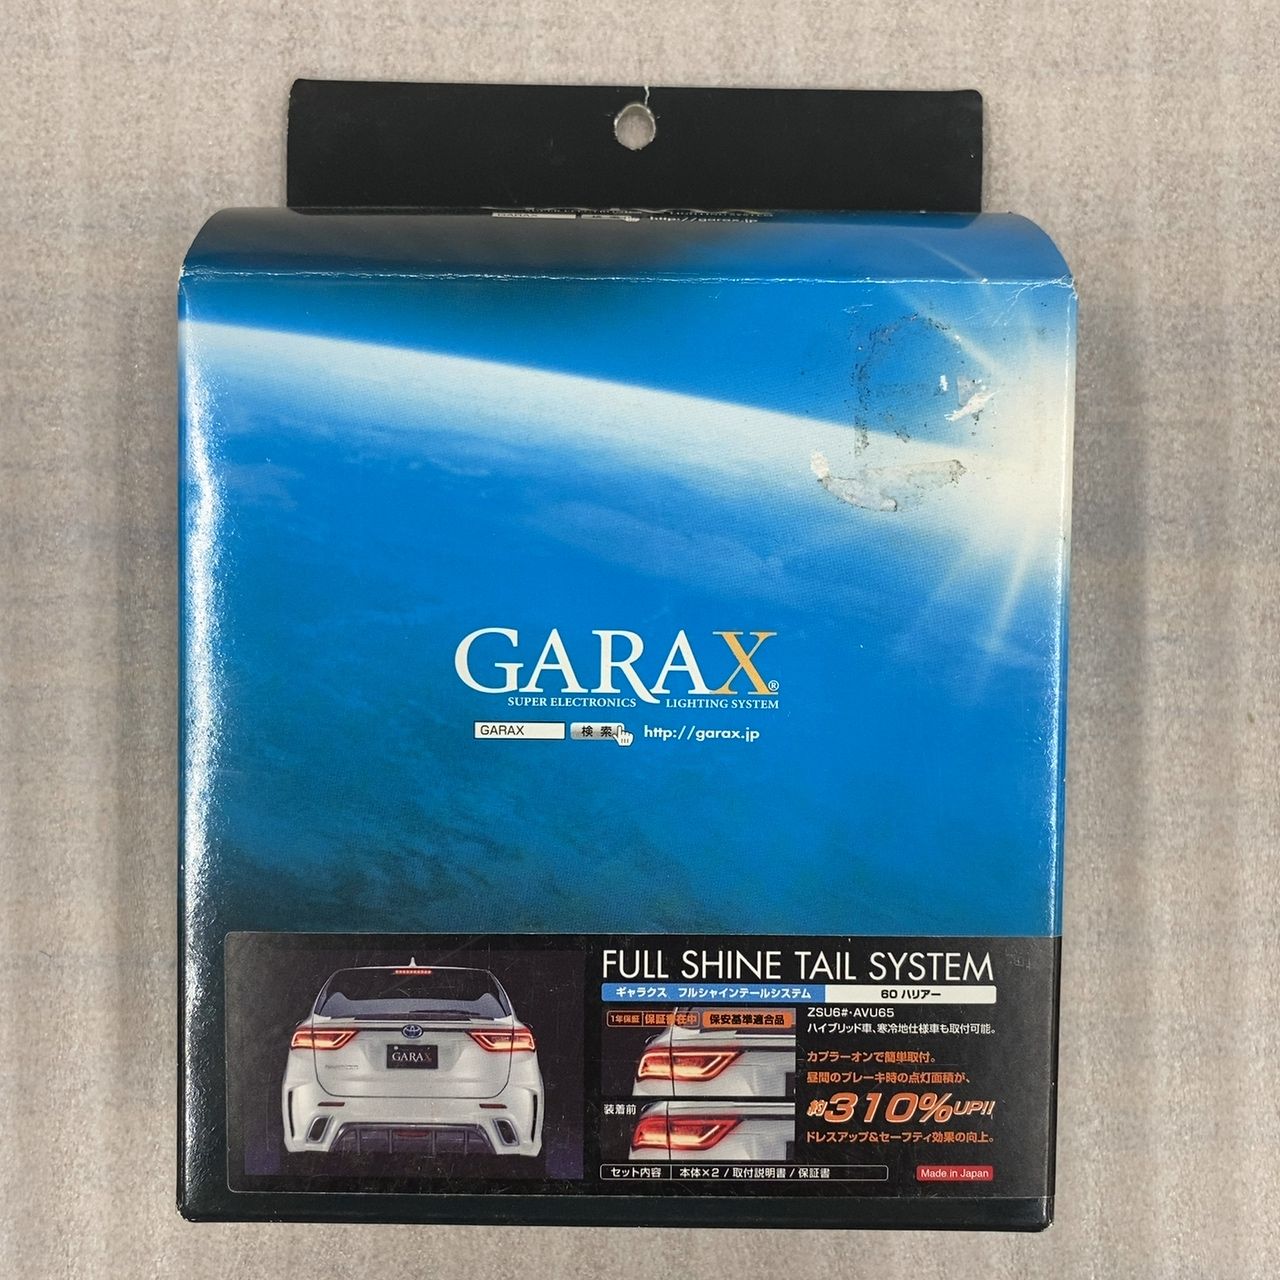 GARAX 検索 http://garax.jp
GARAX®
SUPER ELECTRONICS LIGHTING SYSTEM
GARAX 検索 http://garax.jp
FULL SHINE TAIL SYSTEM
ギャラクス フルシャインテールシステム 60 ハリアー
ZSU6#・AVU65
ハイブリッド車、寒冷地仕様車も取付可能。
1年保証 保証書在中 保安基準適合品
カプラーオンで簡単取付。
昼間のブレーキ時の点灯面積が、
約310%UP!!
ドレスアップ&セーフティ効果の向上。
装着前
GARAX
セット内容 本体×2 / 取付説明書 / 保証書
Made in Japan